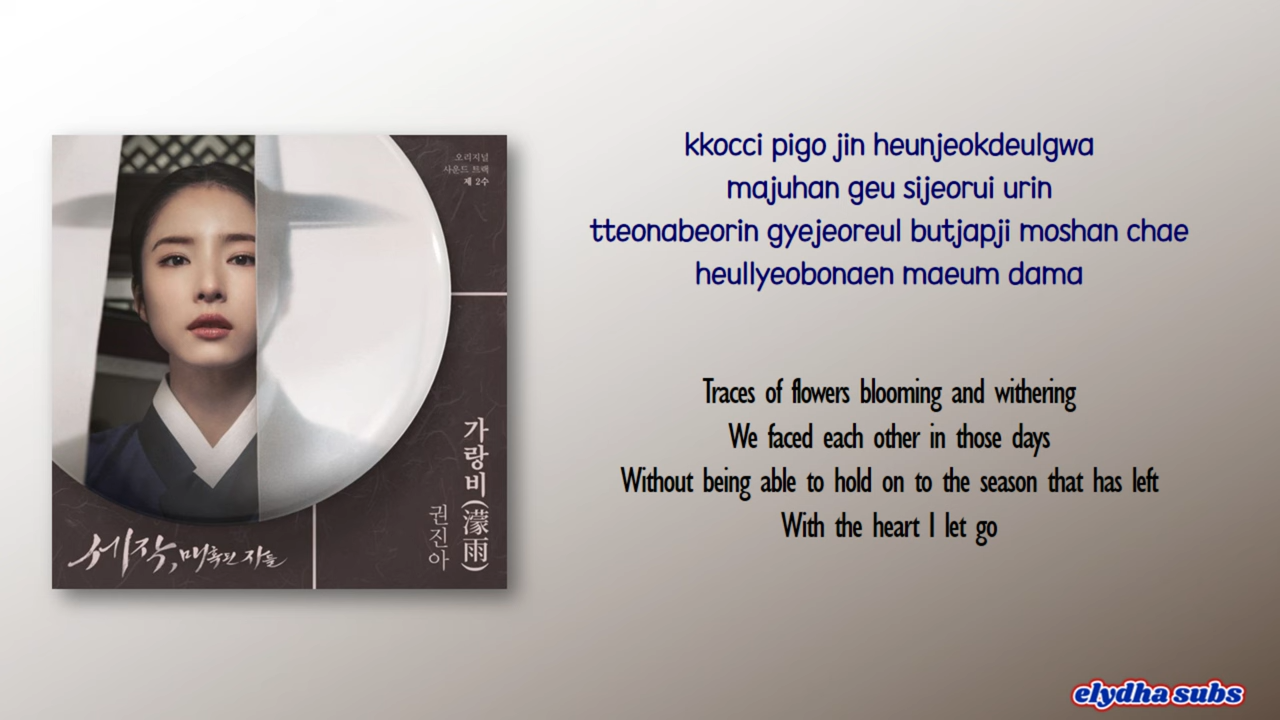 오리지널
사운드 트랙
제 2수
가랑비(濛雨)
권진아
세작, 매혹된 자들
kkocci pigo jin heunjeokdeulgwa
majuhan geu sijeorui urin
tteonabeorin gyejeoreul butjapji moshan chae
heullyeobonaen maeum dama
Traces of flowers blooming and withering
We faced each other in those days
Without being able to hold on to the season that has left
With the heart I let go
elydha subs